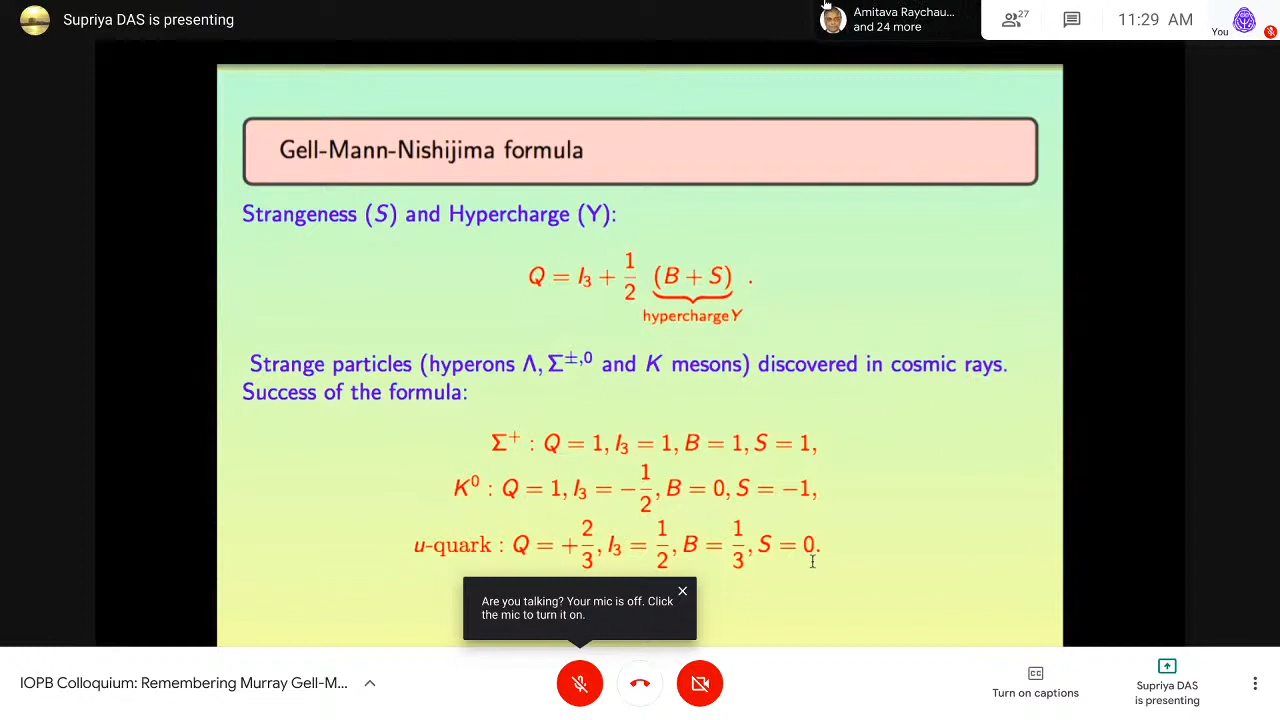 Supriya DAS is presenting
Amitava Raychau...
and 24 more
27
11:29 AM
You
Gell-Mann-Nishijima formula
Strangeness (S) and Hypercharge (Y):
Q = I₃ + 1/2 (B + S) .
hypercharge Y
Strange particles (hyperons Λ, Σ±,0 and K mesons) discovered in cosmic rays.
Success of the formula:
Σ⁺ : Q = 1, I₃ = 1, B = 1, S = 1,
K⁰ : Q = 1, I₃ = −1/2, B = 0, S = −1,
u-quark : Q = +2/3, I₃ = 1/2, B = 1/3, S = 0.
Are you talking? Your mic is off. Click
the mic to turn it on.
IOPB Colloquium: Remembering Murray Gell-M...
CC
Turn on captions
Supriya DAS
is presenting